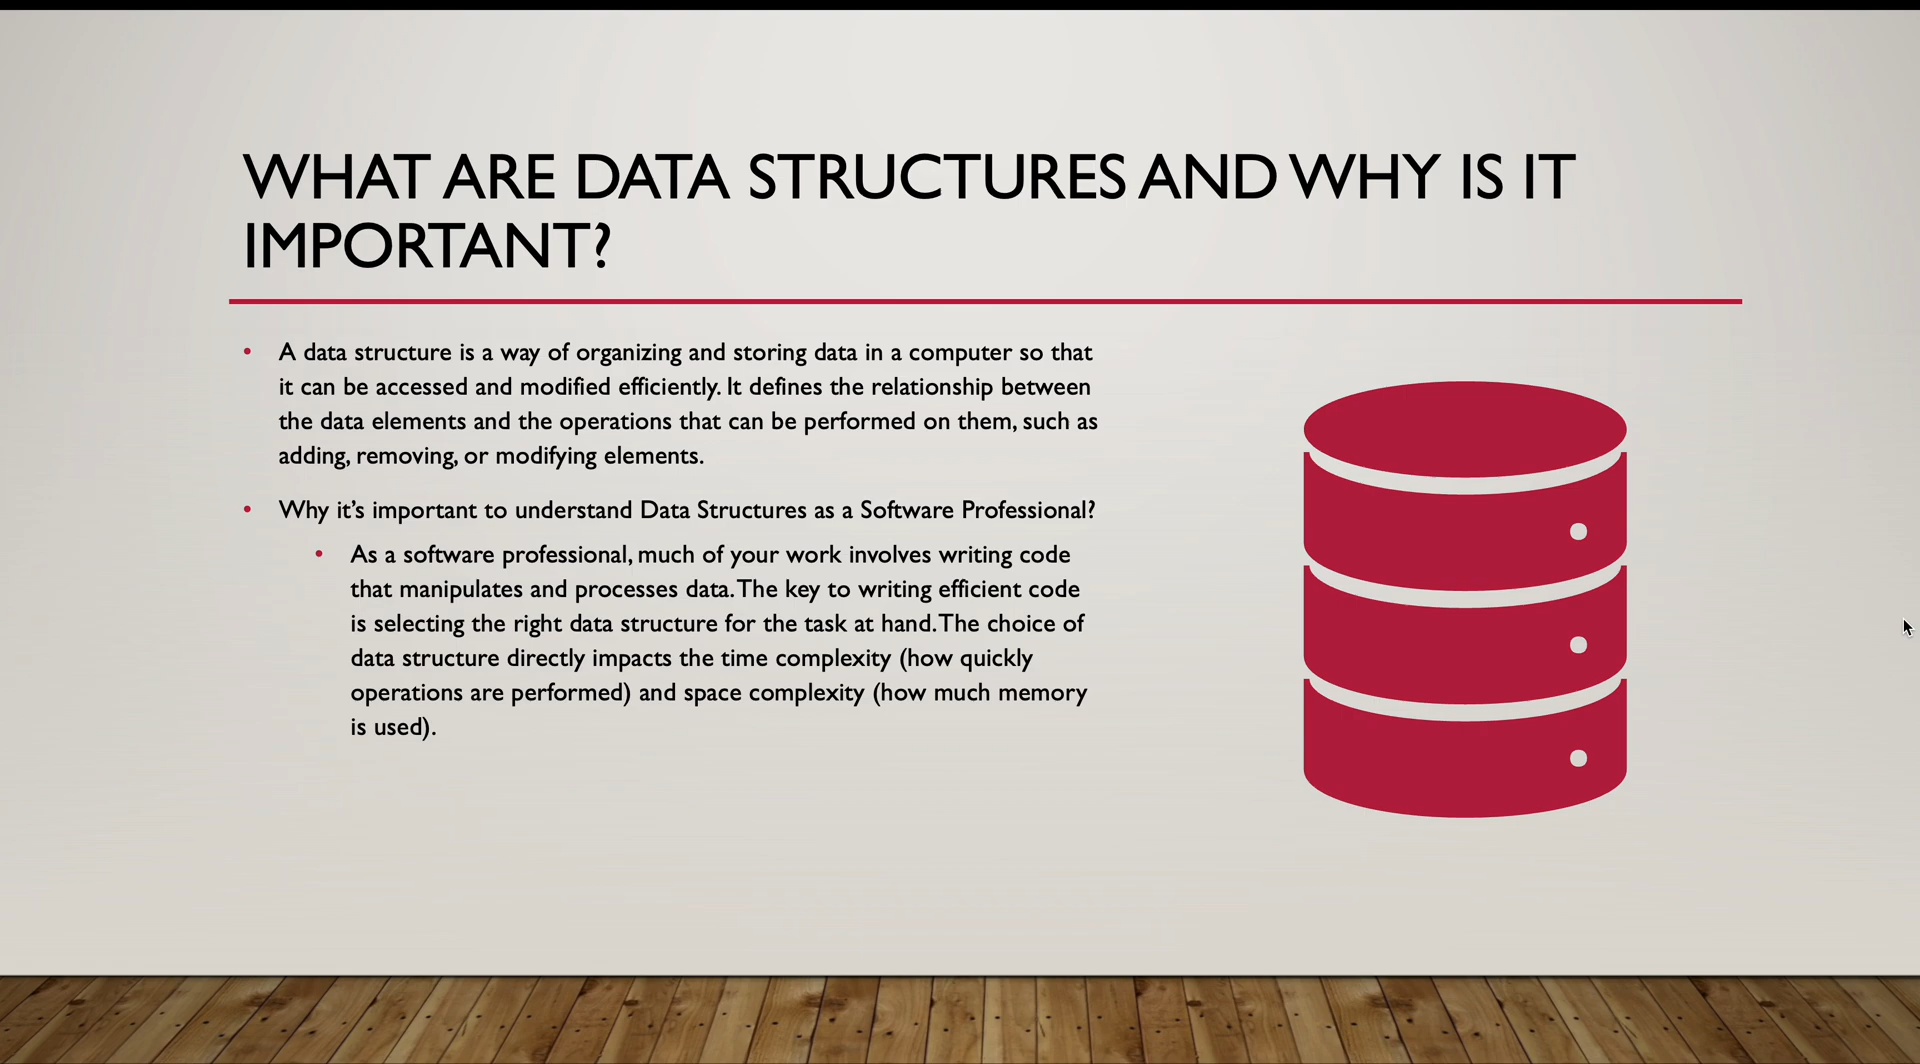 WHAT ARE DATA STRUCTURES AND WHY IS IT
IMPORTANT?
• A data structure is a way of organizing and storing data in a computer so that
it can be accessed and modified efficiently. It defines the relationship between
the data elements and the operations that can be performed on them, such as
adding, removing, or modifying elements.
• Why it’s important to understand Data Structures as a Software Professional?
• As a software professional, much of your work involves writing code
that manipulates and processes data. The key to writing efficient code
is selecting the right data structure for the task at hand. The choice of
data structure directly impacts the time complexity (how quickly
operations are performed) and space complexity (how much memory
is used).